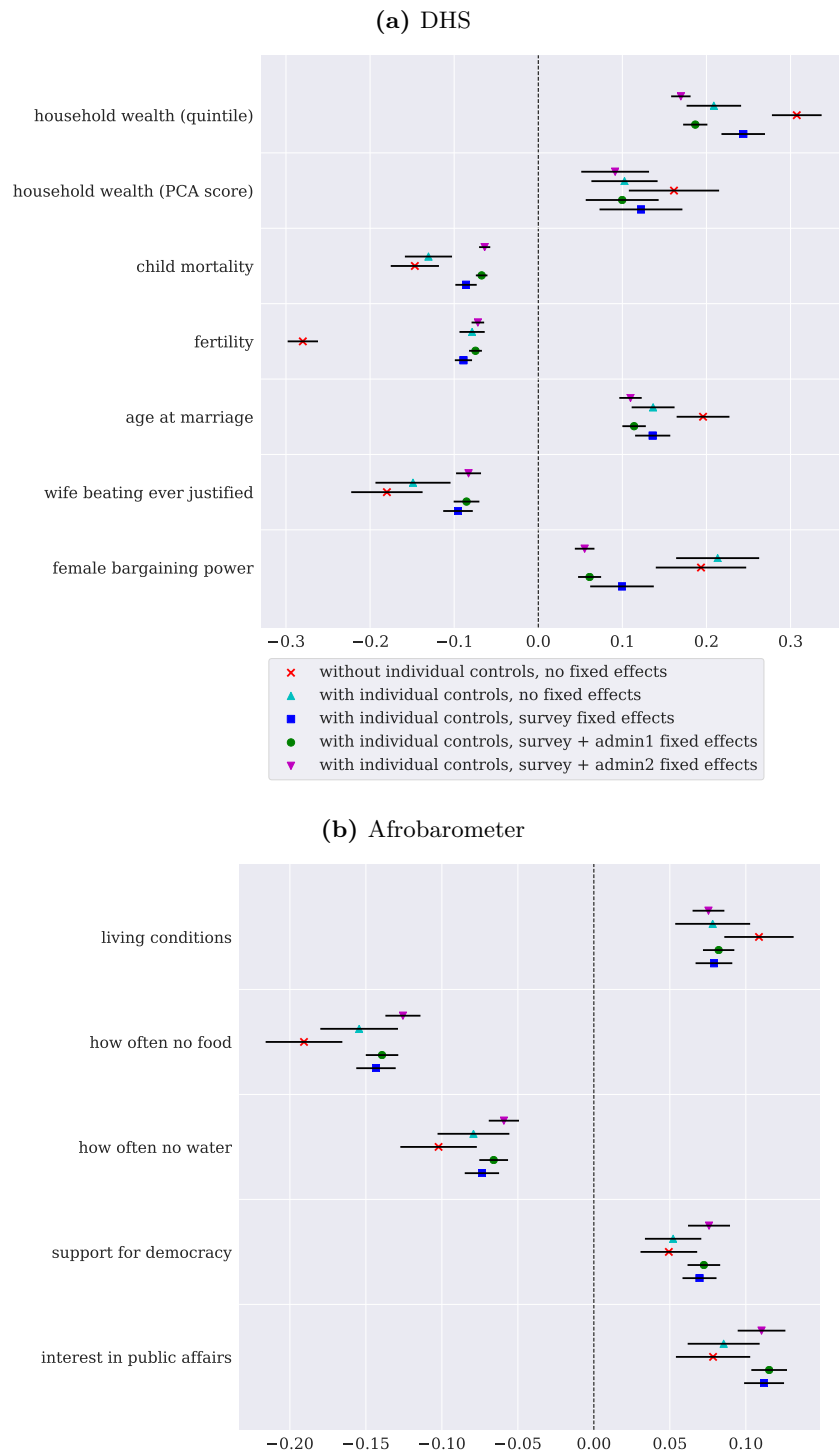 (a) DHS
household wealth (quintile)
household wealth (PCA score)
child mortality
fertility
age at marriage
wife beating ever justified
female bargaining power
−0.3 −0.2 −0.1 0.0 0.1 0.2 0.3
without individual controls, no fixed effects
with individual controls, no fixed effects
with individual controls, survey fixed effects
with individual controls, survey + admin1 fixed effects
with individual controls, survey + admin2 fixed effects
(b) Afrobarometer
living conditions
how often no food
how often no water
support for democracy
interest in public affairs
−0.20 −0.15 −0.10 −0.05 0.00 0.05 0.10